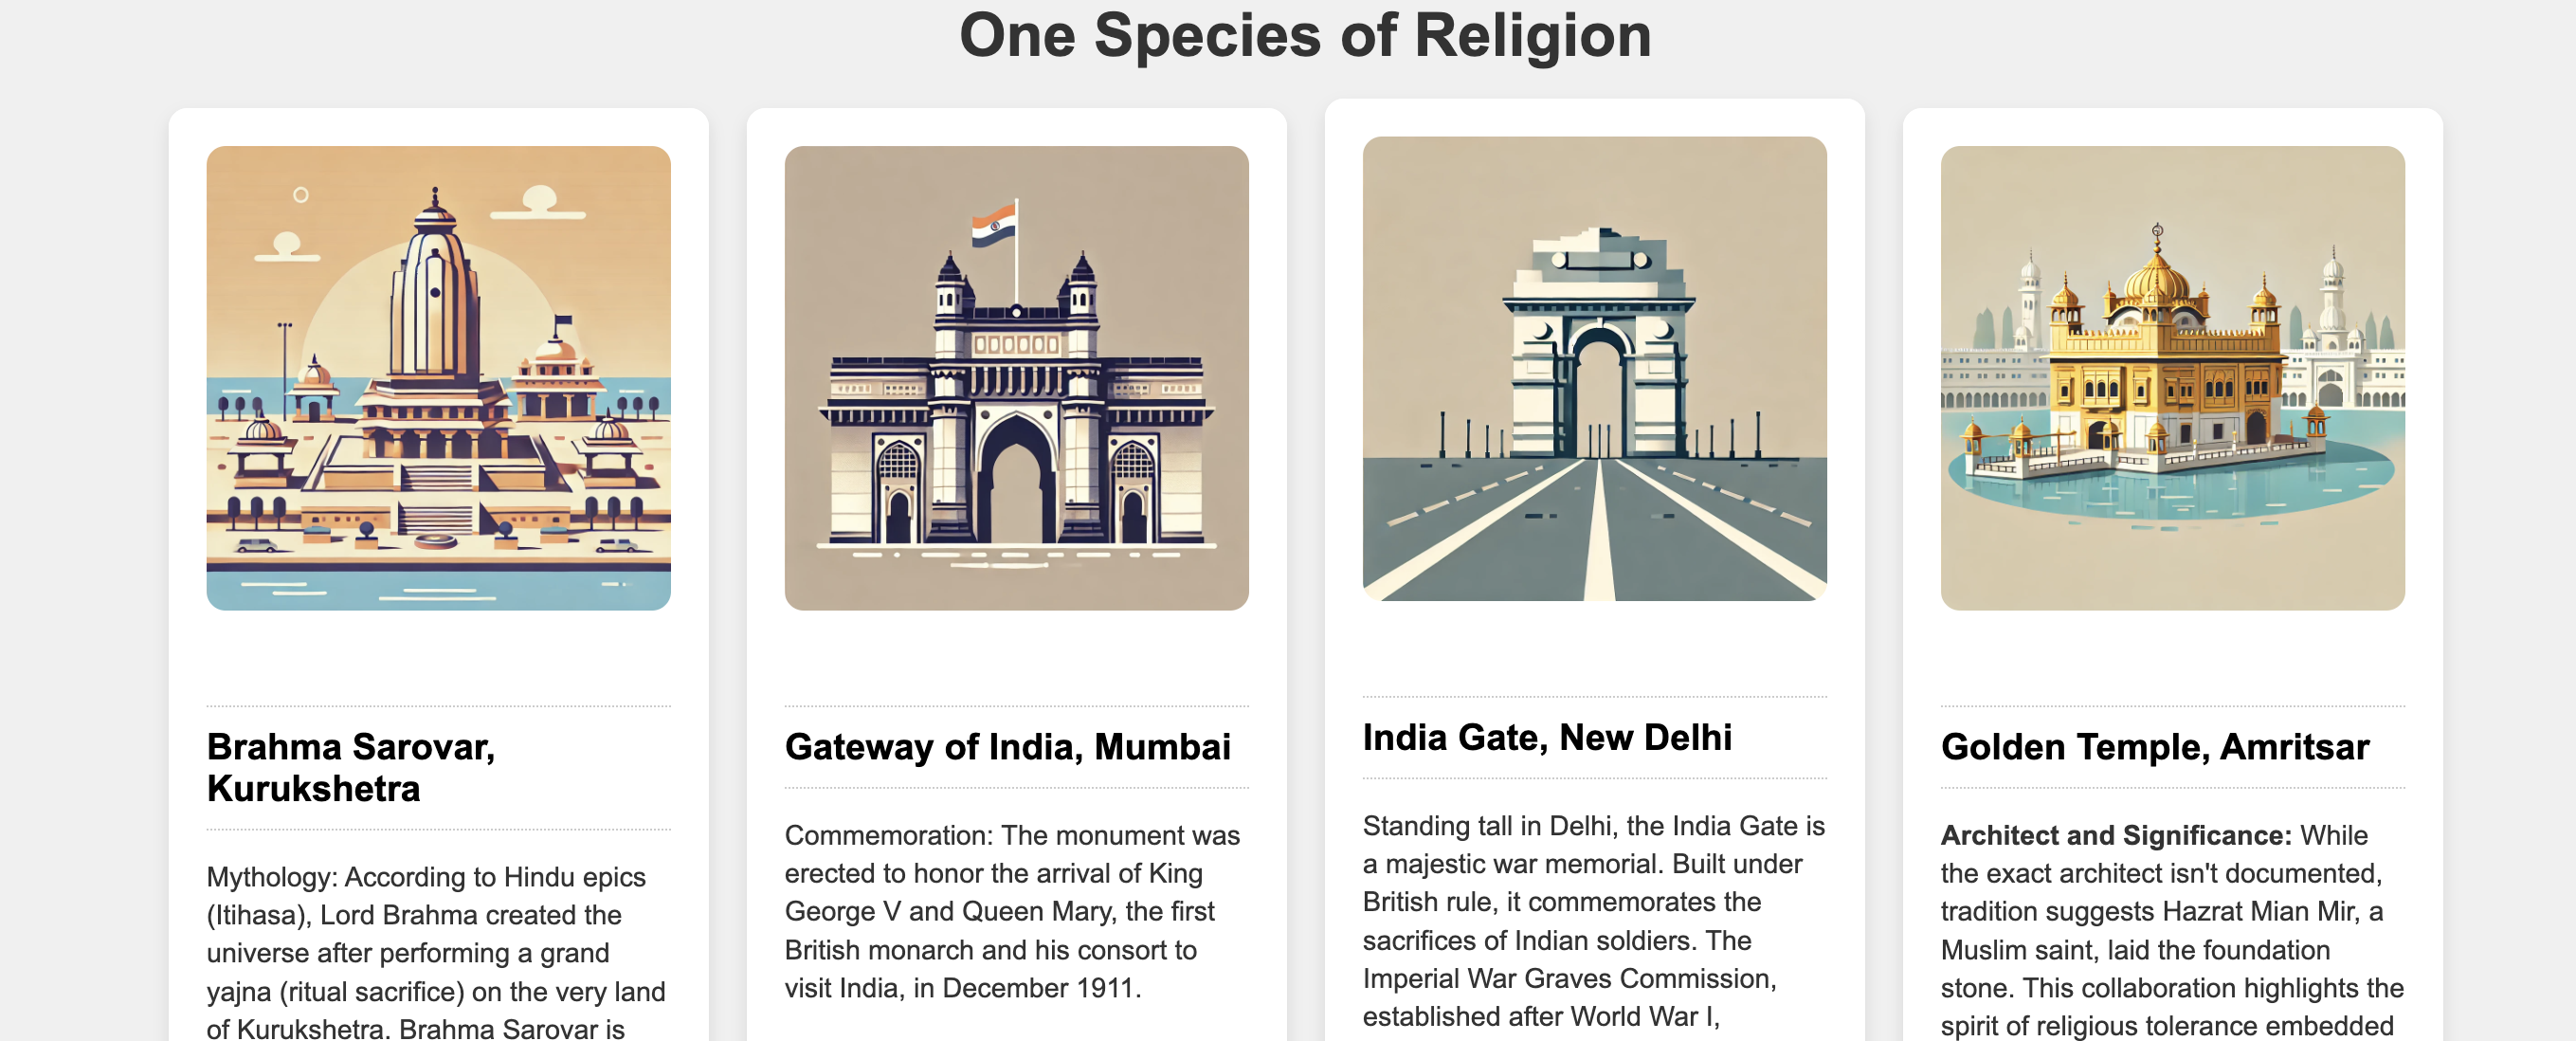 One Species of Religion
Brahma Sarovar,
Kurukshetra
Mythology: According to Hindu epics
(Itihasa), Lord Brahma created the
universe after performing a grand
yajna (ritual sacrifice) on the very land
of Kurukshetra. Brahma Sarovar is
Gateway of India, Mumbai
Commemoration: The monument was
erected to honor the arrival of King
George V and Queen Mary, the first
British monarch and his consort to
visit India, in December 1911.
India Gate, New Delhi
Standing tall in Delhi, the India Gate is
a majestic war memorial. Built under
British rule, it commemorates the
sacrifices of Indian soldiers. The
Imperial War Graves Commission,
established after World War I,
Golden Temple, Amritsar
Architect and Significance: While
the exact architect isn't documented,
tradition suggests Hazrat Mian Mir, a
Muslim saint, laid the foundation
stone. This collaboration highlights the
spirit of religious tolerance embedded